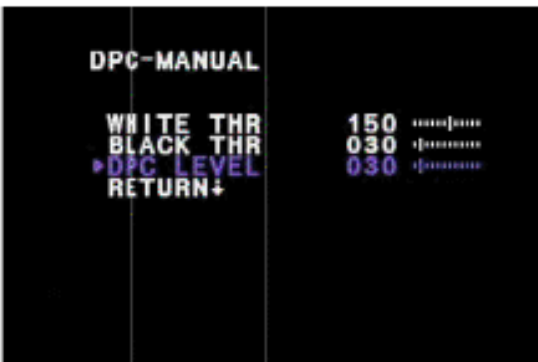 DPC-MANUAL
WHITE THR 150
BLACK THR 030
DPC LEVEL 030
RETURN↓